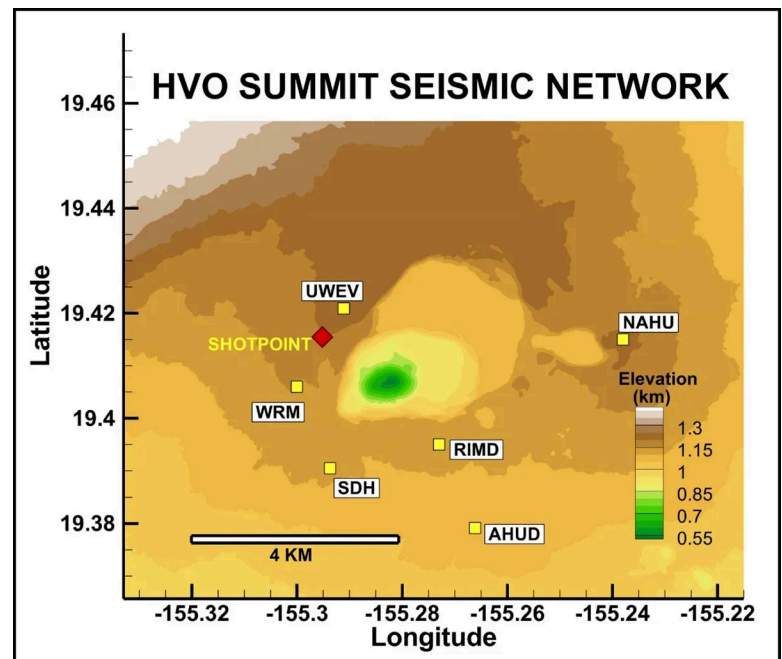 HVO SUMMIT SEISMIC NETWORK
19.46
19.44
19.42
19.4
19.38
Latitude
UWEV
SHOTPOINT
NAHU
WRM
RIMD
SDH
AHUD
Elevation
(km)
1.3
1.15
1
0.85
0.7
0.55
4 KM
-155.32 -155.3 -155.28 -155.26 -155.24 -155.22
Longitude